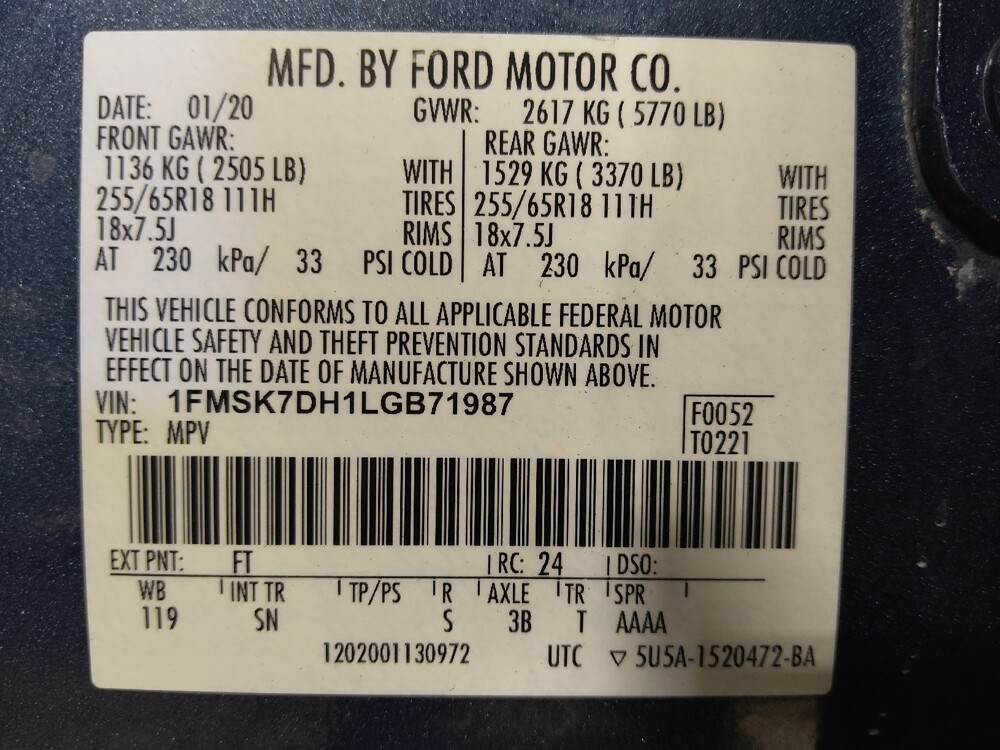 MFD. BY FORD MOTOR CO.
DATE: 01/20 GVWR: 2617 KG ( 5770 LB)
FRONT GAWR: REAR GAWR:
1136 KG ( 2505 LB) WITH 1529 KG ( 3370 LB) WITH
255/65R18 111H TIRES 255/65R18 111H TIRES
18x7.5J RIMS 18x7.5J RIMS
AT 230 kPa/ 33 PSI COLD AT 230 kPa/ 33 PSI COLD
THIS VEHICLE CONFORMS TO ALL APPLICABLE FEDERAL MOTOR
VEHICLE SAFETY AND THEFT PREVENTION STANDARDS IN
EFFECT ON THE DATE OF MANUFACTURE SHOWN ABOVE.
VIN: 1FMSK7DH1LGB71987 F0052
TYPE: MPV T0221
EXT PNT: FT RC: 24 DSO:
WB INT TR TP/PS R AXLE TR SPR
119 SN S 3B T AAAA
1202001130972 UTC ▽ 5U5A-1520472-BA